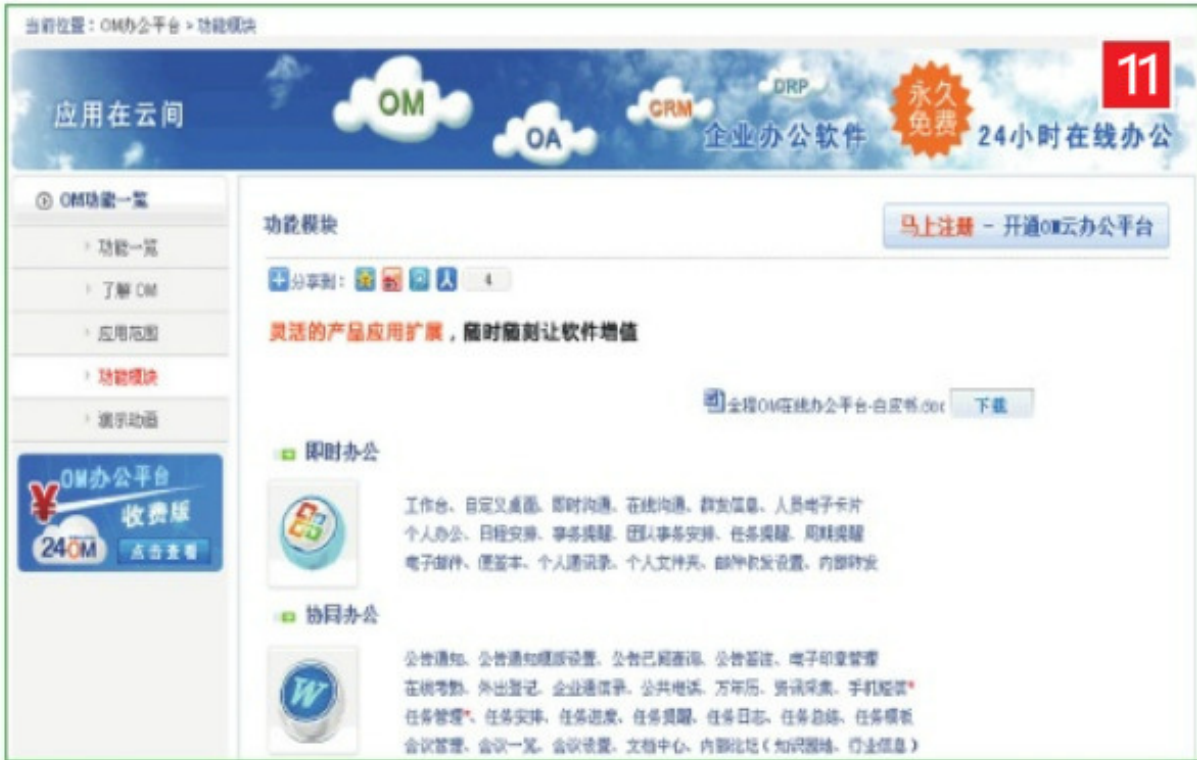 当前位置：OM办公平台 > 功能模块
11
应用在云间
OM
OA
CRM
DRP
企业办公软件
永久
免费
24小时在线办公
OM功能一览
功能一览
了解 OM
应用范围
功能模块
演示动画
OM办公平台
¥
收费版
24OM
点击查看
功能模块
马上注册 - 开通OM云办公平台
分享到：
4
灵活的产品应用扩展，随时随刻让软件增值
全程OM在线办公平台-白皮书.doc 下载
即时办公
工作台、自定义桌面、即时沟通、在线沟通、群发信息、人员电子卡片
个人办公、日程安排、事务提醒、团队事务安排、任务提醒、周期提醒
电子邮件、便签本、个人通讯录、个人文件夹、邮件收发设置、内部转发
协同办公
公告通知、公告通知模版设置、公告已阅查询、公告签注、电子印章管理
在线考勤、外出登记、企业通信录、公共电话、万年历、资讯采集、手机短信*
任务管理*、任务安排、任务进度、任务提醒、任务日志、任务总结、任务模板
会议管理、会议一览、会议设置、文档中心、内部论坛（知识园地、行业信息）